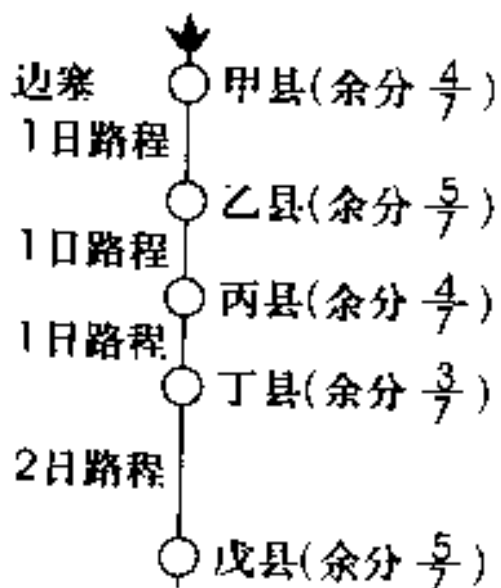 边塞 甲县(余分 4/7)
1日路程
乙县(余分 5/7)
1日路程
丙县(余分 4/7)
1日路程
丁县(余分 3/7)
2日路程
戊县(余分 5/7)